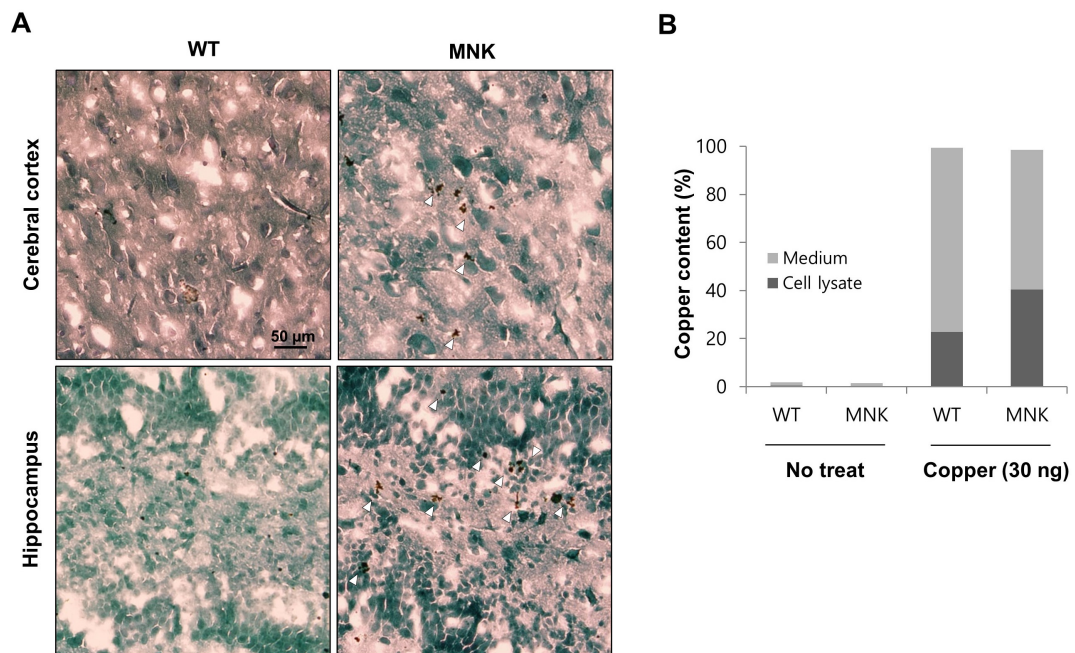 A
WT
MNK
Cerebral cortex
50 µm
Hippocampus
B
Copper content (%)
100
80
60
40
20
0
Medium
Cell lysate
WT
MNK
WT
MNK
No treat
Copper (30 ng)